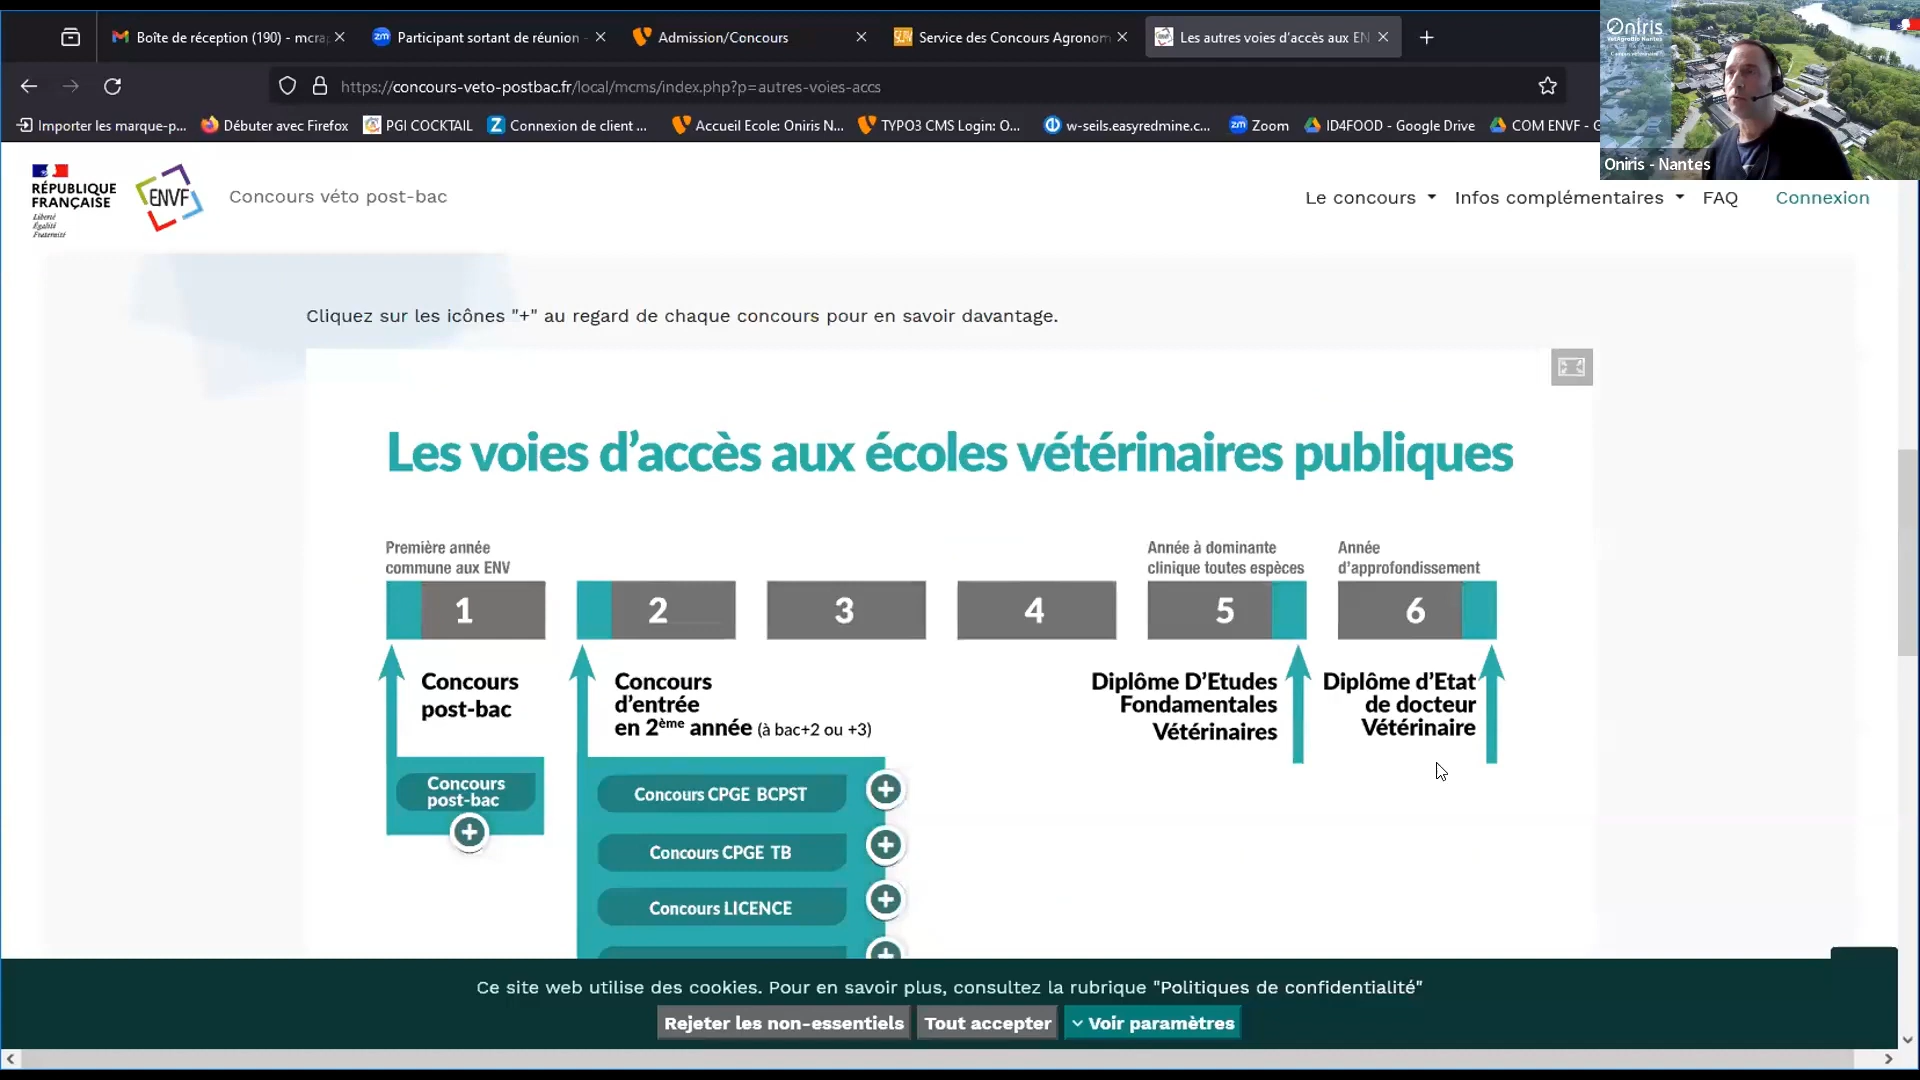 Boîte de réception (190) - mcra
Participant sortant de réunion -
Admission/Concours
Service des Concours Agronom
Les autres voies d'accès aux EN
https://concours-veto-postbac.fr/local/mcms/index.php?p=autres-voies-accs
Importer les marque-p...
Débuter avec Firefox
PGI COCKTAIL
Connexion de client ...
Accueil Ecole: Oniris N...
TYPO3 CMS Login: O...
w-seils.easyredmine.c...
Zoom
ID4FOOD - Google Drive
COM ENVF - G
Oniris
Oniris - Nantes
RÉPUBLIQUE
FRANÇAISE
Liberté
Égalité
Fraternité
ENVF
Concours véto post-bac
Le concours
Infos complémentaires
FAQ
Connexion
Cliquez sur les icônes "+" au regard de chaque concours pour en savoir davantage.
Les voies d'accès aux écoles vétérinaires publiques
Première année
commune aux ENV
Année à dominante
clinique toutes espèces
Année
d'approfondissement
1
2
3
4
5
6
Concours
post-bac
Concours
d'entrée
en 2ème année (à bac+2 ou +3)
Diplôme D'Etudes
Fondamentales
Vétérinaires
Diplôme d'Etat
de docteur
Vétérinaire
Concours
post-bac
Concours CPGE BCPST
Concours CPGE TB
Concours LICENCE
Ce site web utilise des cookies. Pour en savoir plus, consultez la rubrique "Politiques de confidentialité"
Rejeter les non-essentiels
Tout accepter
Voir paramètres